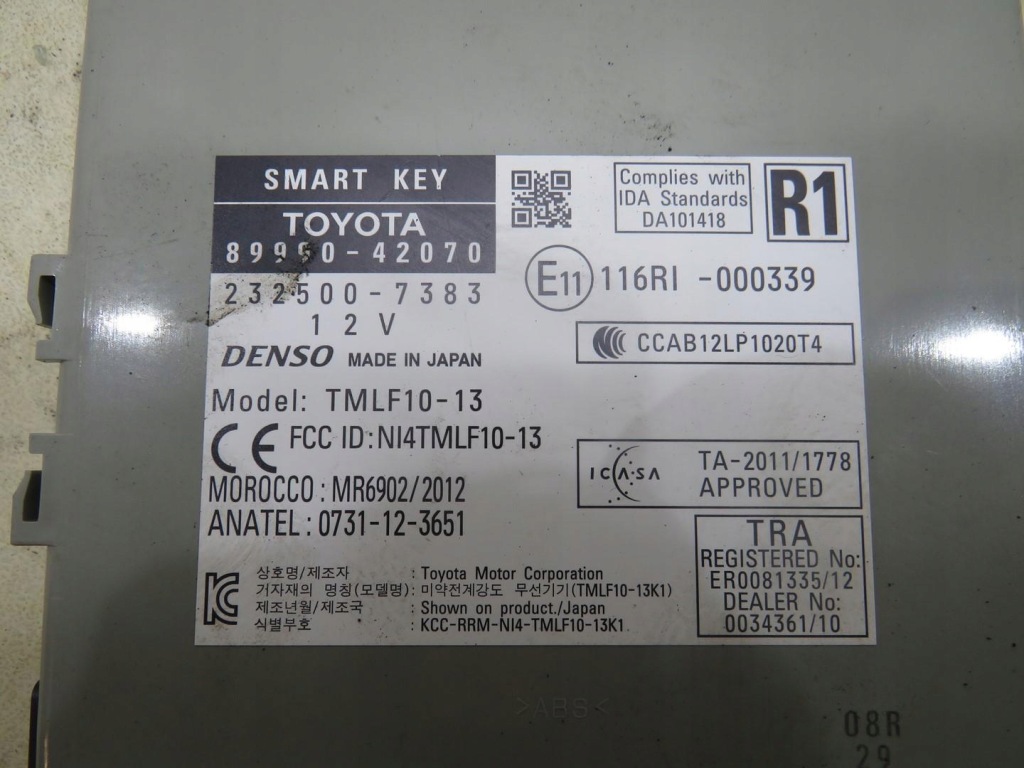 SMART KEY
TOYOTA
89950-42070
232500-7383
12V
DENSO MADE IN JAPAN
Model: TMLF10-13
CE FCC ID:NI4TMLF10-13
MOROCCO : MR6902/2012
ANATEL : 0731-12-3651
Complies with
IDA Standards
DA101418
R1
E11 116RI -000339
CCAB12LP1020T4
ICASA
TA-2011/1778
APPROVED
TRA
REGISTERED No:
ER0081335/12
DEALER No:
0034361/10
상호명/제조자 : Toyota Motor Corporation
기자재의 명칭(모델명): 미약전계강도 무선기기(TMLF10-13K1)
제조년월/제조국 : Shown on product./Japan
식별부호 : KCC-RRM-NI4-TMLF10-13K1
>ABS<
08R
29